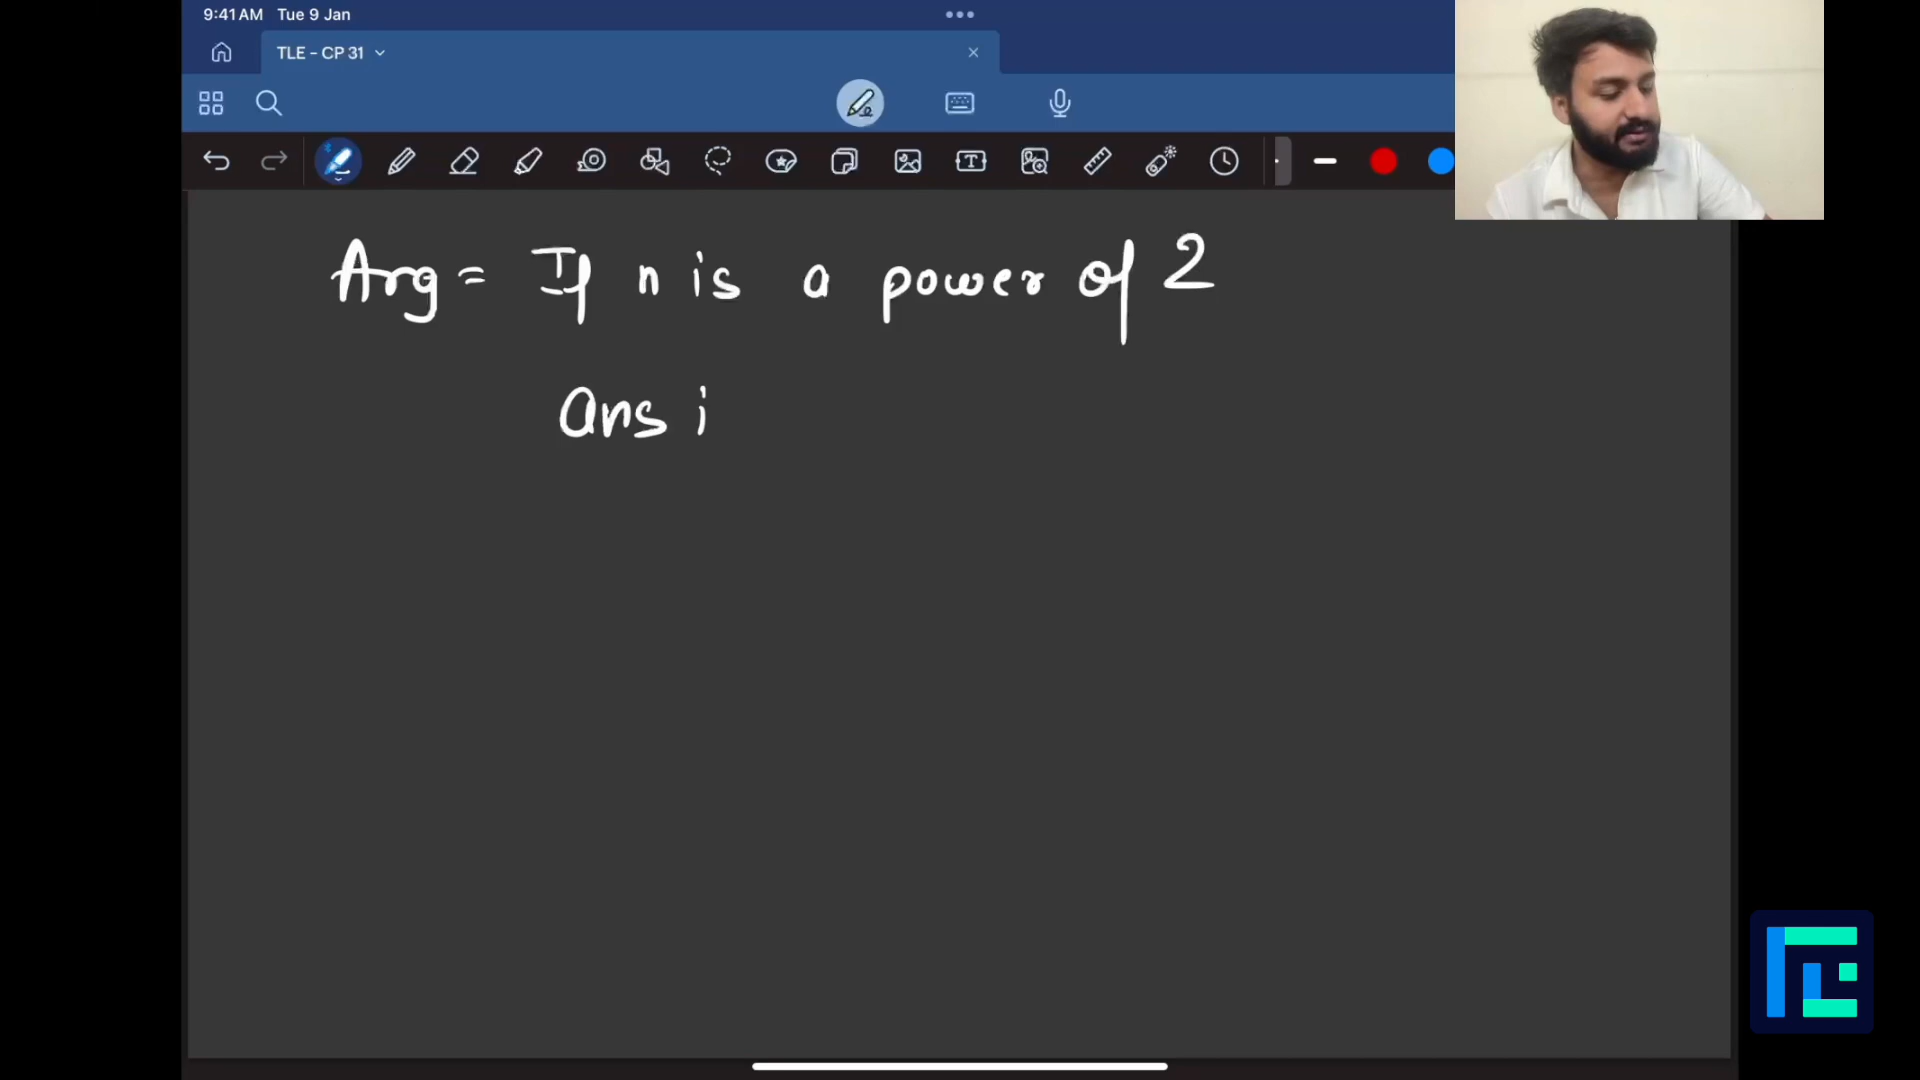 9:41 AM Tue 9 Jan
TLE - CP 31
Arg = If n is a power of 2
Ans i